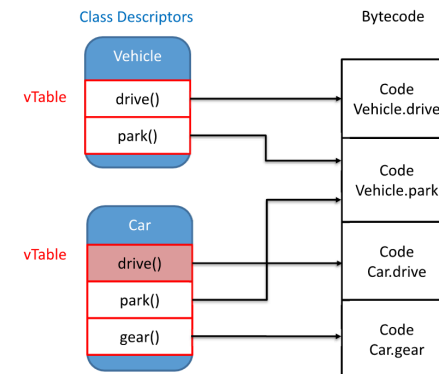 Class Descriptors
Bytecode
Vehicle
vTable
drive()
park()
Code
Vehicle.drive
Code
Vehicle.park
Car
vTable
drive()
park()
gear()
Code
Car.drive
Code
Car.gear